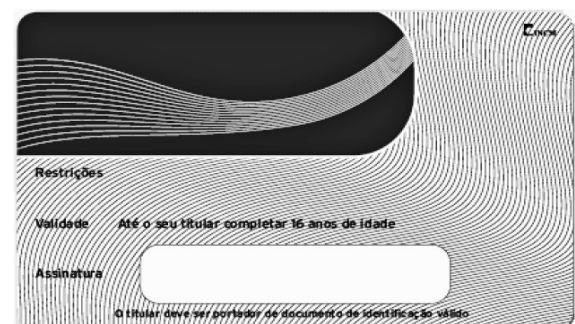 INCM
Restrições
Validade Até o seu titular completar 16 anos de idade
Assinatura
O titular deve ser portador de documento de identificação válido